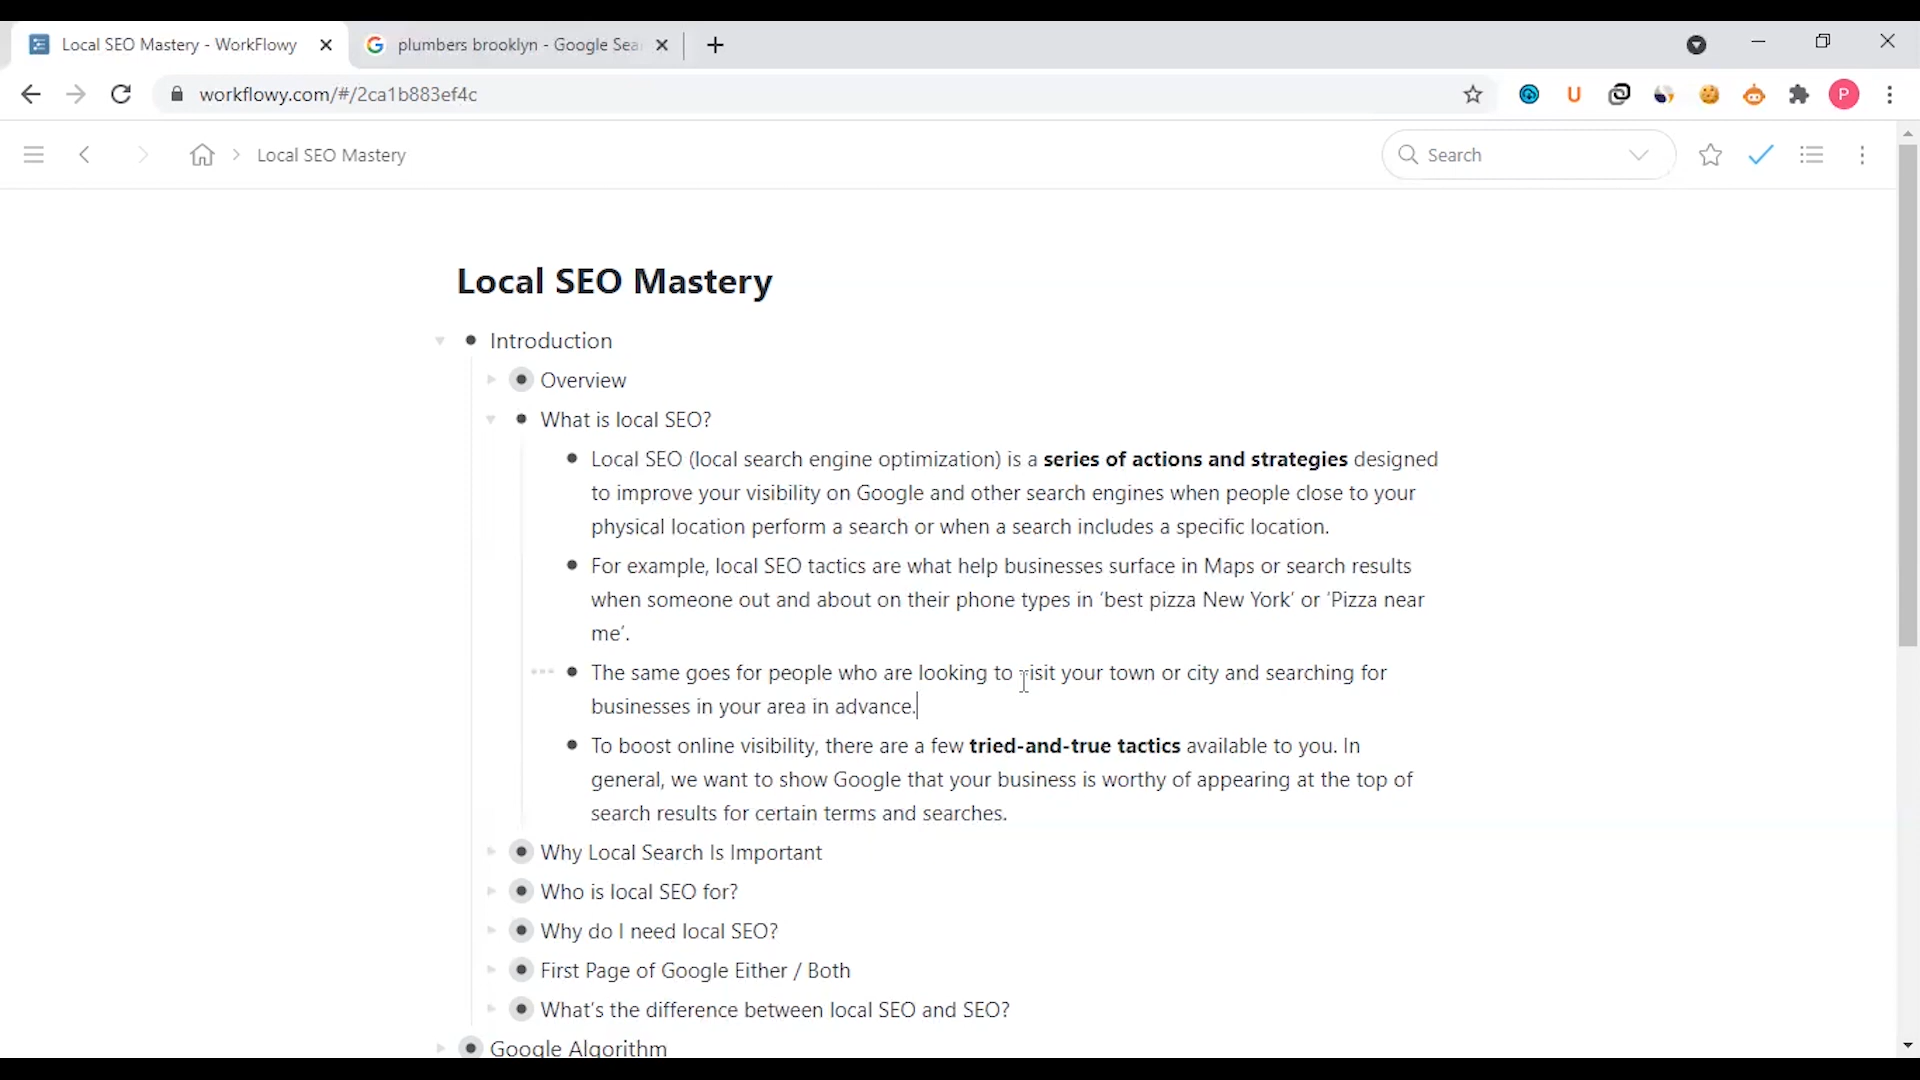 Local SEO Mastery - WorkFlowy
plumbers brooklyn - Google Sea
workflowy.com/#/2ca1b883ef4c
U
P
Local SEO Mastery
Search
Local SEO Mastery
Introduction
Overview
What is local SEO?
Local SEO (local search engine optimization) is a series of actions and strategies designed
to improve your visibility on Google and other search engines when people close to your
physical location perform a search or when a search includes a specific location.
For example, local SEO tactics are what help businesses surface in Maps or search results
when someone out and about on their phone types in ‘best pizza New York’ or ‘Pizza near
me’.
The same goes for people who are looking to visit your town or city and searching for
businesses in your area in advance.
To boost online visibility, there are a few tried-and-true tactics available to you. In
general, we want to show Google that your business is worthy of appearing at the top of
search results for certain terms and searches.
Why Local Search Is Important
Who is local SEO for?
Why do I need local SEO?
First Page of Google Either / Both
What's the difference between local SEO and SEO?
Google Algorithm